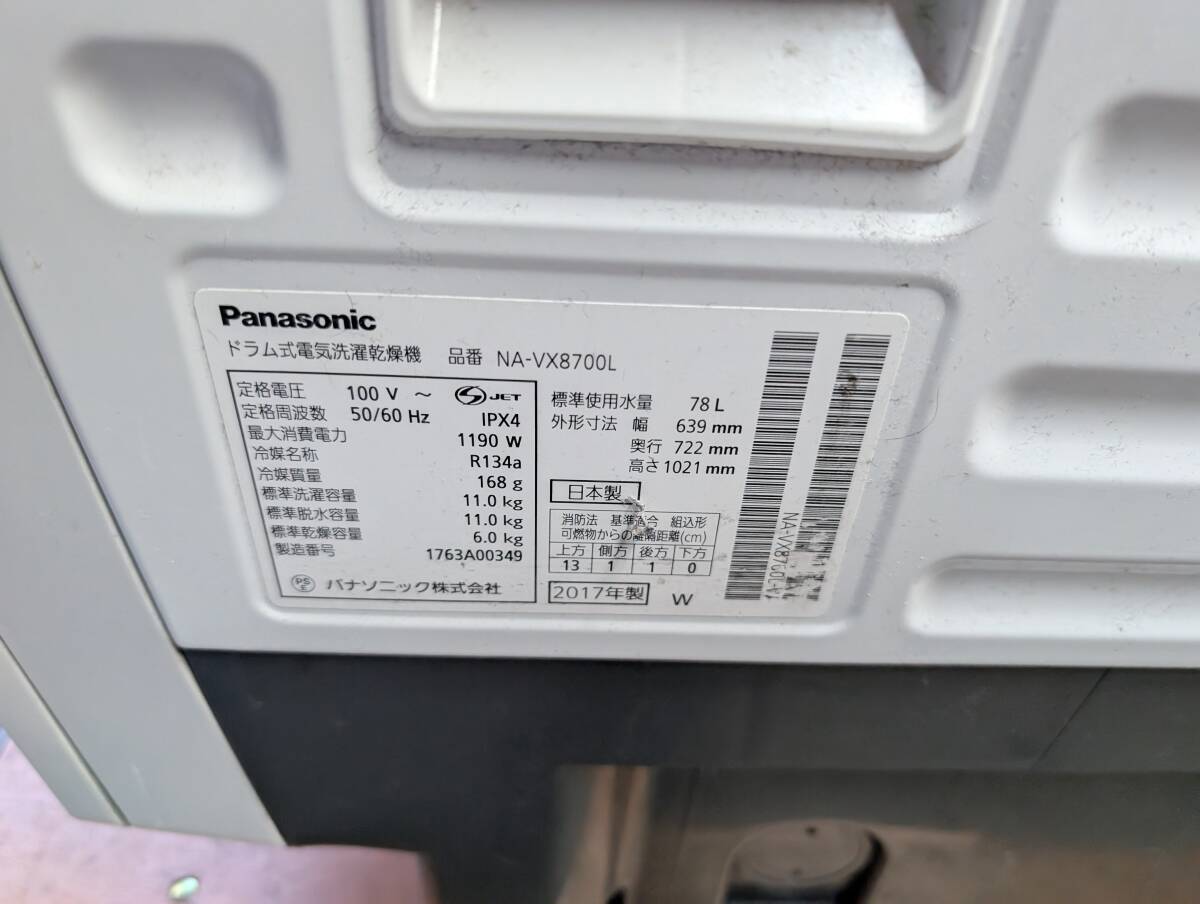 Panasonic
ドラム式電気洗濯乾燥機 品番 NA-VX8700L
定格電圧 100 V ~ S JET
定格周波数 50/60 Hz IPX4
最大消費電力 1190 W
冷媒名称 R134a
冷媒質量 168 g
標準洗濯容量 11.0 kg
標準脱水容量 11.0 kg
標準乾燥容量 6.0 kg
製造番号 1763A00349
PS E パナソニック株式会社
標準使用水量 78 L
外形寸法 幅 639 mm
奥行 722 mm
高さ 1021 mm
日本製
消防法 基準適合 組込形
可燃物からの離隔距離(cm)
上方 側方 後方 下方
13 1 1 0
2017年製 W